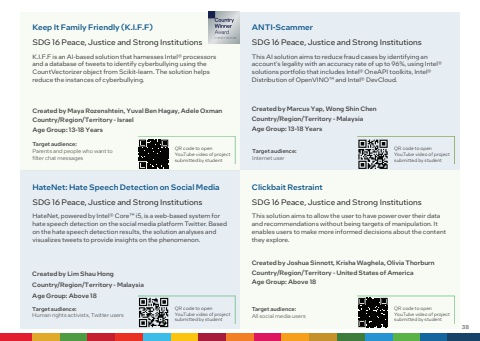 Keep It Family Friendly (K.I.F.F)
Country
Winner
Award
SDG 16 Peace, Justice and Strong Institutions
K.I.F.F is an AI-based solution that harnesses Intel® processors
and a database of tweets to identify cyberbullying using the
CountVectorizer object from Scikit-learn. The solution helps
reduce the instances of cyberbullying.
Created by Maya Rozenshtein, Yuval Ben Hagay, Adele Oxman
Country/Region/Territory - Israel
Age Group: 13-18 Years
Target audience:
Parents and people who want to
filter chat messages
QR code to open
YouTube video of project
submitted by student
ANTI-Scammer
SDG 16 Peace, Justice and Strong Institutions
This AI solution aims to reduce fraud cases by identifying an
account's legality with an accuracy rate of up to 96%, using Intel®
solutions portfolio that includes Intel® OneAPI toolkits, Intel®
Distribution of OpenVINO™ and Intel® DevCloud.
Created by Marcus Yap, Wong Shin Chen
Country/Region/Territory - Malaysia
Age Group: 13-18 Years
Target audience:
Internet user
QR code to open
YouTube video of project
submitted by student
HateNet: Hate Speech Detection on Social Media
SDG 16 Peace, Justice and Strong Institutions
HateNet, powered by Intel® Core™ i5, is a web-based system for
hate speech detection on the social media platform Twitter. Based
on the hate speech detection results, the solution analyses and
visualizes tweets to provide insights on the phenomenon.
Created by Lim Shau Hong
Country/Region/Territory - Malaysia
Age Group: Above 18
Target audience:
Human rights activists, Twitter users
QR code to open
YouTube video of project
submitted by student
Clickbait Restraint
SDG 16 Peace, Justice and Strong Institutions
This solution aims to allow the user to have power over their data
and recommendations without being targets of manipulation. It
enables users to make more informed decisions about the content
they explore.
Created by Joshua Sinnott, Krisha Waghela, Olivia Thorburn
Country/Region/Territory - United States of America
Age Group: Above 18
Target audience:
All social media users
QR code to open
YouTube video of project
submitted by student
38